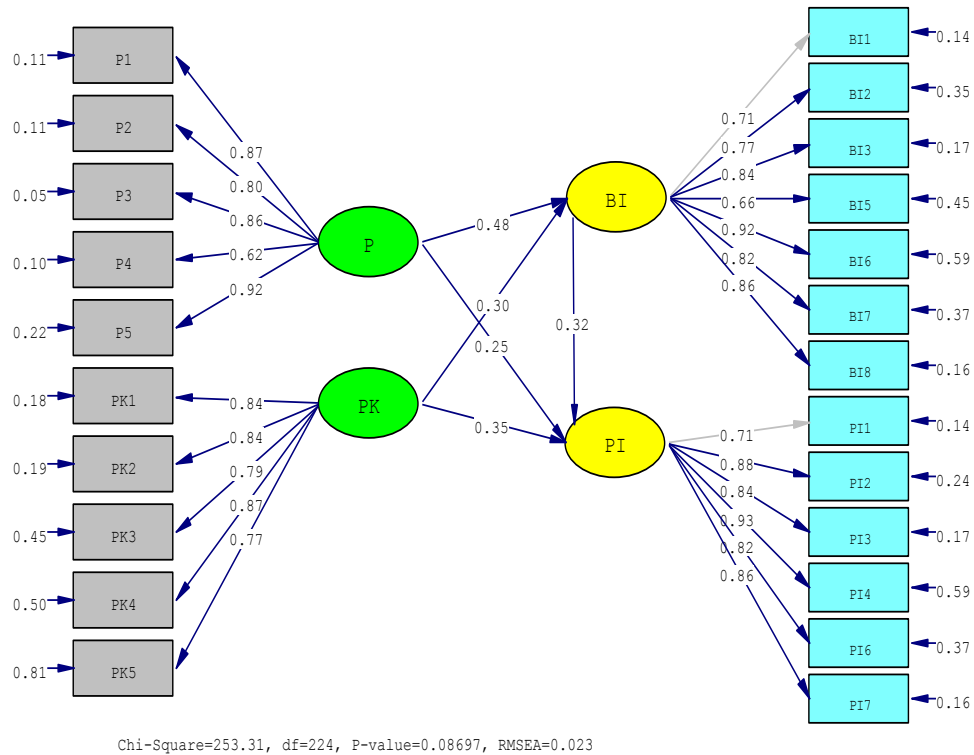 0.11 P1
0.11 P2
0.05 P3
0.10 P4
0.22 P5
0.18 PK1
0.19 PK2
0.45 PK3
0.50 PK4
0.81 PK5
0.87
0.80
0.86
0.62
0.92
0.84
0.84
0.79
0.87
0.77
P
PK
0.48
0.30
0.25
0.35
0.32
BI
PI
0.71
0.77
0.84
0.66
0.92
0.82
0.86
0.71
0.88
0.84
0.93
0.82
0.86
BI1 0.14
BI2 0.35
BI3 0.17
BI5 0.45
BI6 0.59
BI7 0.37
BI8 0.16
PI1 0.14
PI2 0.24
PI3 0.17
PI4 0.59
PI6 0.37
PI7 0.16
Chi-Square=253.31, df=224, P-value=0.08697, RMSEA=0.023